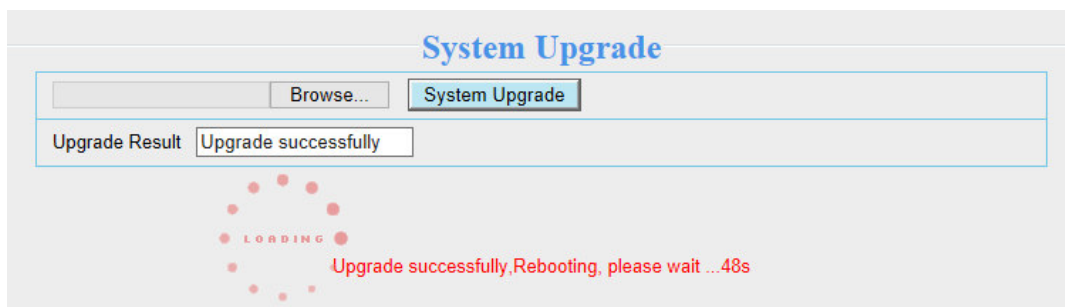 System Upgrade
Browse... System Upgrade
Upgrade Result Upgrade successfully
LOADING
Upgrade successfully,Rebooting, please wait ...48s